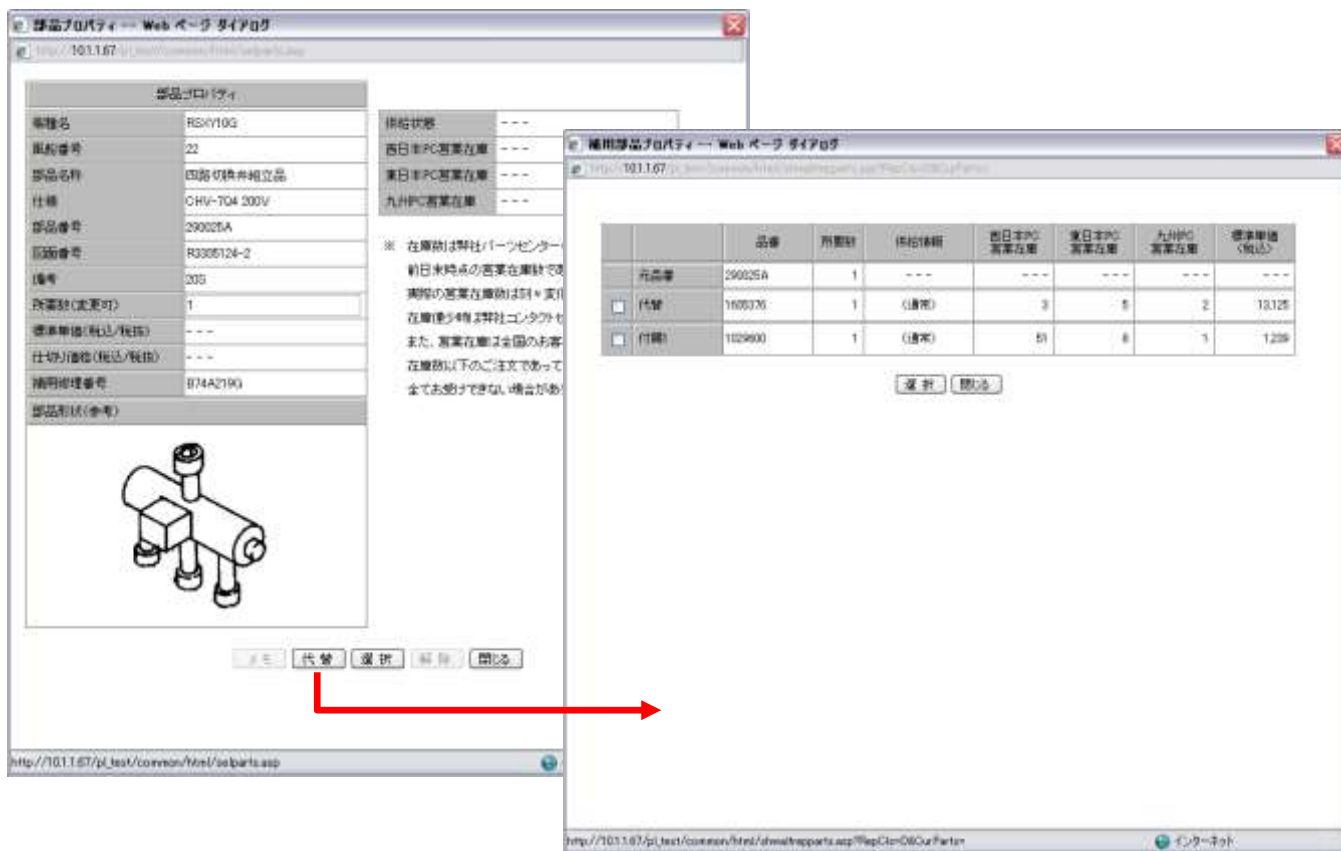 部品プロパティ -- Web ページ ダイアログ
部品プロパティ
機種名 RSXY10G
風船番号 22
部品名称 四路切換弁組立品
仕様 CHV-704 200V
部品番号 290025A
図面番号 R3305124-2
備考 20S
所要数(変更可) 1
標準単価(税込/税抜) - - -
仕切り価格(税込/税抜) - - -
補用修理番号 B74A219G
部品形状(参考)
供給状態 - - -
西日本PC営業在庫 - - -
東日本PC営業在庫 - - -
九州PC営業在庫 - - -
※ 在庫数は弊社パーツセンター
前日末時点の営業在庫数であ
実際の営業在庫数は刻々変化
在庫僅少時は弊社コンタクトセ
また、営業在庫は全国のお客
在庫数以下のご注文であって
全てお受けできない場合があ
メモ 代 替 選 択 解 除 閉じる
http://10.1.1.67/pl_test/common/html/selparts.asp
補用部品プロパティ -- Web ページ ダイアログ
品番 所要数 供給情報 西日本PC営業在庫 東日本PC営業在庫 九州PC営業在庫 標準単価(税込)
元品番 290025A 1 - - - - - - - - - - - - - - -
代替 1605376 1 (通常) 3 5 2 13,125
付属1 1029600 1 (通常) 51 8 1 1,239
選 択 閉じる
インターネット